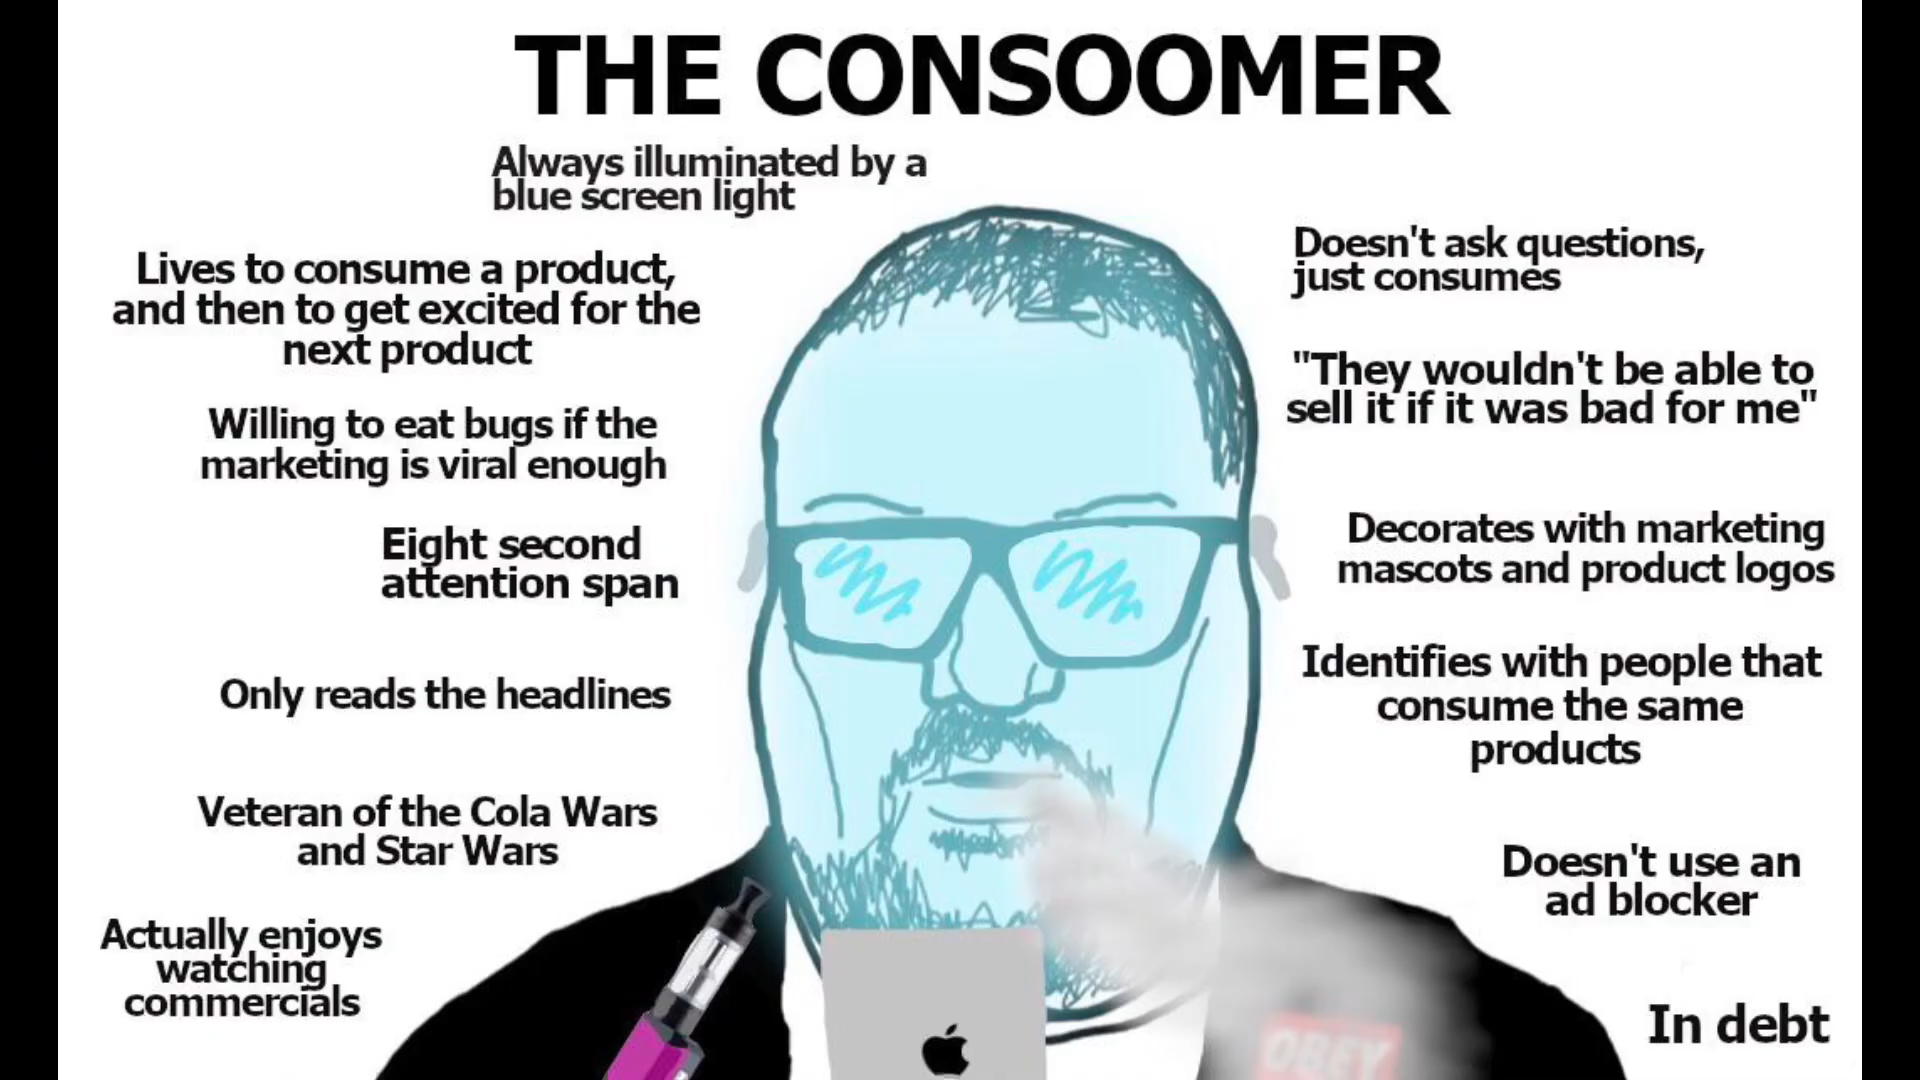 THE CONSOOMER
Always illuminated by a
blue screen light
Lives to consume a product,
and then to get excited for the
next product
Willing to eat bugs if the
marketing is viral enough
Eight second
attention span
Only reads the headlines
Veteran of the Cola Wars
and Star Wars
Actually enjoys
watching
commercials
Doesn't ask questions,
just consumes
"They wouldn't be able to
sell it if it was bad for me"
Decorates with marketing
mascots and product logos
Identifies with people that
consume the same
products
Doesn't use an
ad blocker
In debt
OBEY